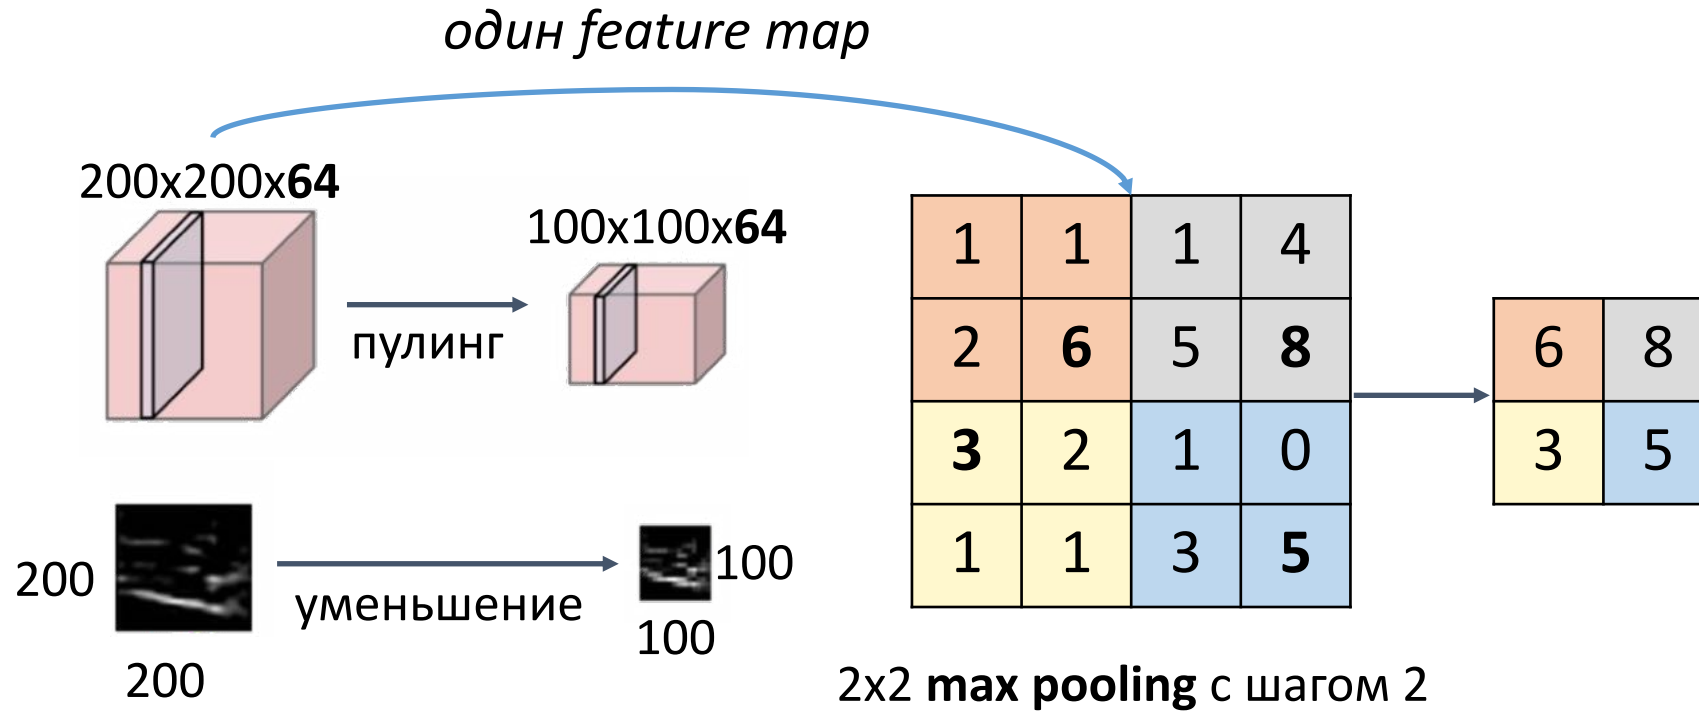 один feature map
200x200x64
100x100x64
пулинг
200
200
уменьшение
100
100
1 1 1 4
2 6 5 8
3 2 1 0
1 1 3 5
6 8
3 5
2x2 max pooling с шагом 2